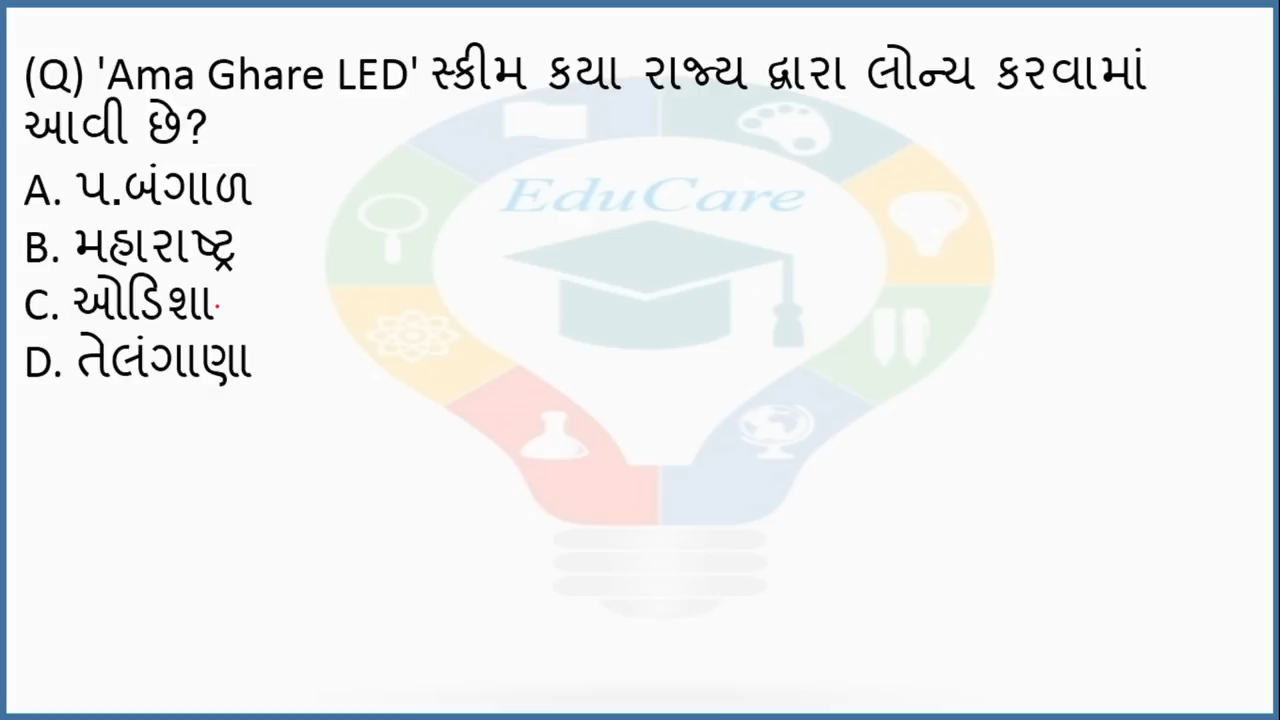 (Q) 'Ama Ghare LED' સ્કીમ કયા રાજ્ય દ્વારા લોન્ચ કરવામાં
આવી છે?
A. પ.બંગાળ
B. મહારાષ્ટ્ર
C. ઓડિશા
D. તેલંગાણા
EduCare